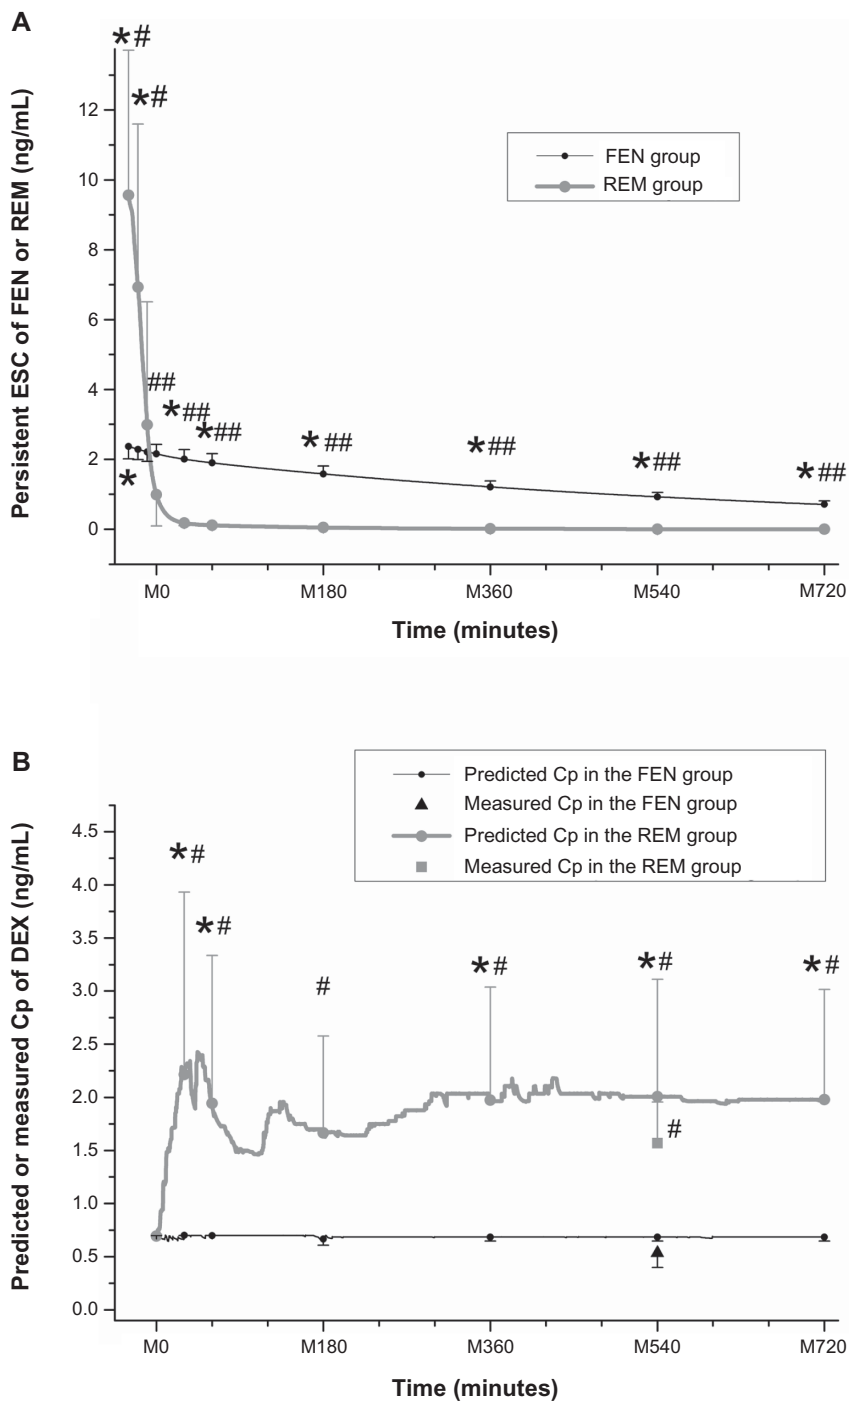 A
Persistent ESC of FEN or REM (ng/mL)
12
10
8
6
4
2
0
*#
*#
##
*##
*##
*##
*##
*##
*##
*
FEN group
REM group
M0 M180 M360 M540 M720
Time (minutes)
B
Predicted or measured Cp of DEX (ng/mL)
Predicted Cp in the FEN group
Measured Cp in the FEN group
Predicted Cp in the REM group
Measured Cp in the REM group
4.5
4.0
3.5
3.0
2.5
2.0
1.5
1.0
0.5
0.0
*#
*#
#
*#
*#
*#
#
M0 M180 M360 M540 M720
Time (minutes)